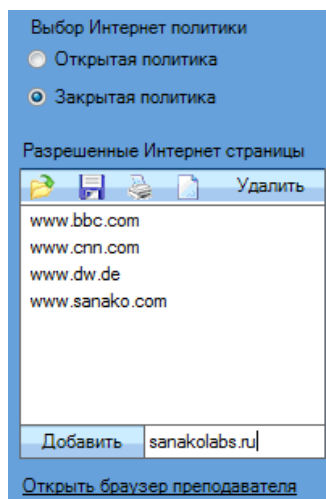 Выбор Интернет политики
Открытая политика
Закрытая политика
Разрешенные Интернет страницы
Удалить
www.bbc.com
www.cnn.com
www.dw.de
www.sanako.com
Добавить sanakolabs.ru
Открыть браузер преподавателя